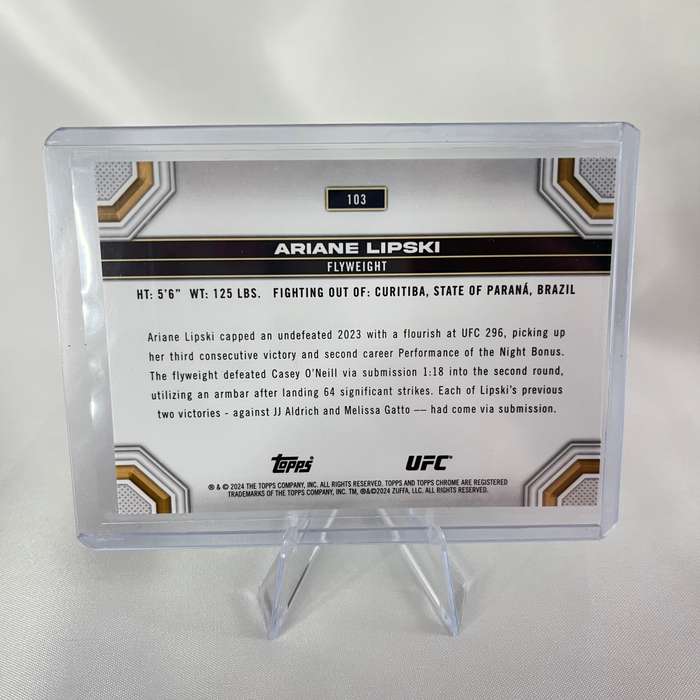 103
ARIANE LIPSKI
FLYWEIGHT
HT: 5'6" WT: 125 LBS. FIGHTING OUT OF: CURITIBA, STATE OF PARANÁ, BRAZIL
Ariane Lipski capped an undefeated 2023 with a flourish at UFC 296, picking up
her third consecutive victory and second career Performance of the Night Bonus.
The flyweight defeated Casey O'Neill via submission 1:18 into the second round,
utilizing an armbar after landing 64 significant strikes. Each of Lipski's previous
two victories - against JJ Aldrich and Melissa Gatto — had come via submission.
Topps UFC
® & © 2024 THE TOPPS COMPANY, INC. ALL RIGHTS RESERVED. TOPPS AND TOPPS CHROME ARE REGISTERED
TRADEMARKS OF THE TOPPS COMPANY, INC. TM, ®&©2024 ZUFFA, LLC. ALL RIGHTS RESERVED.